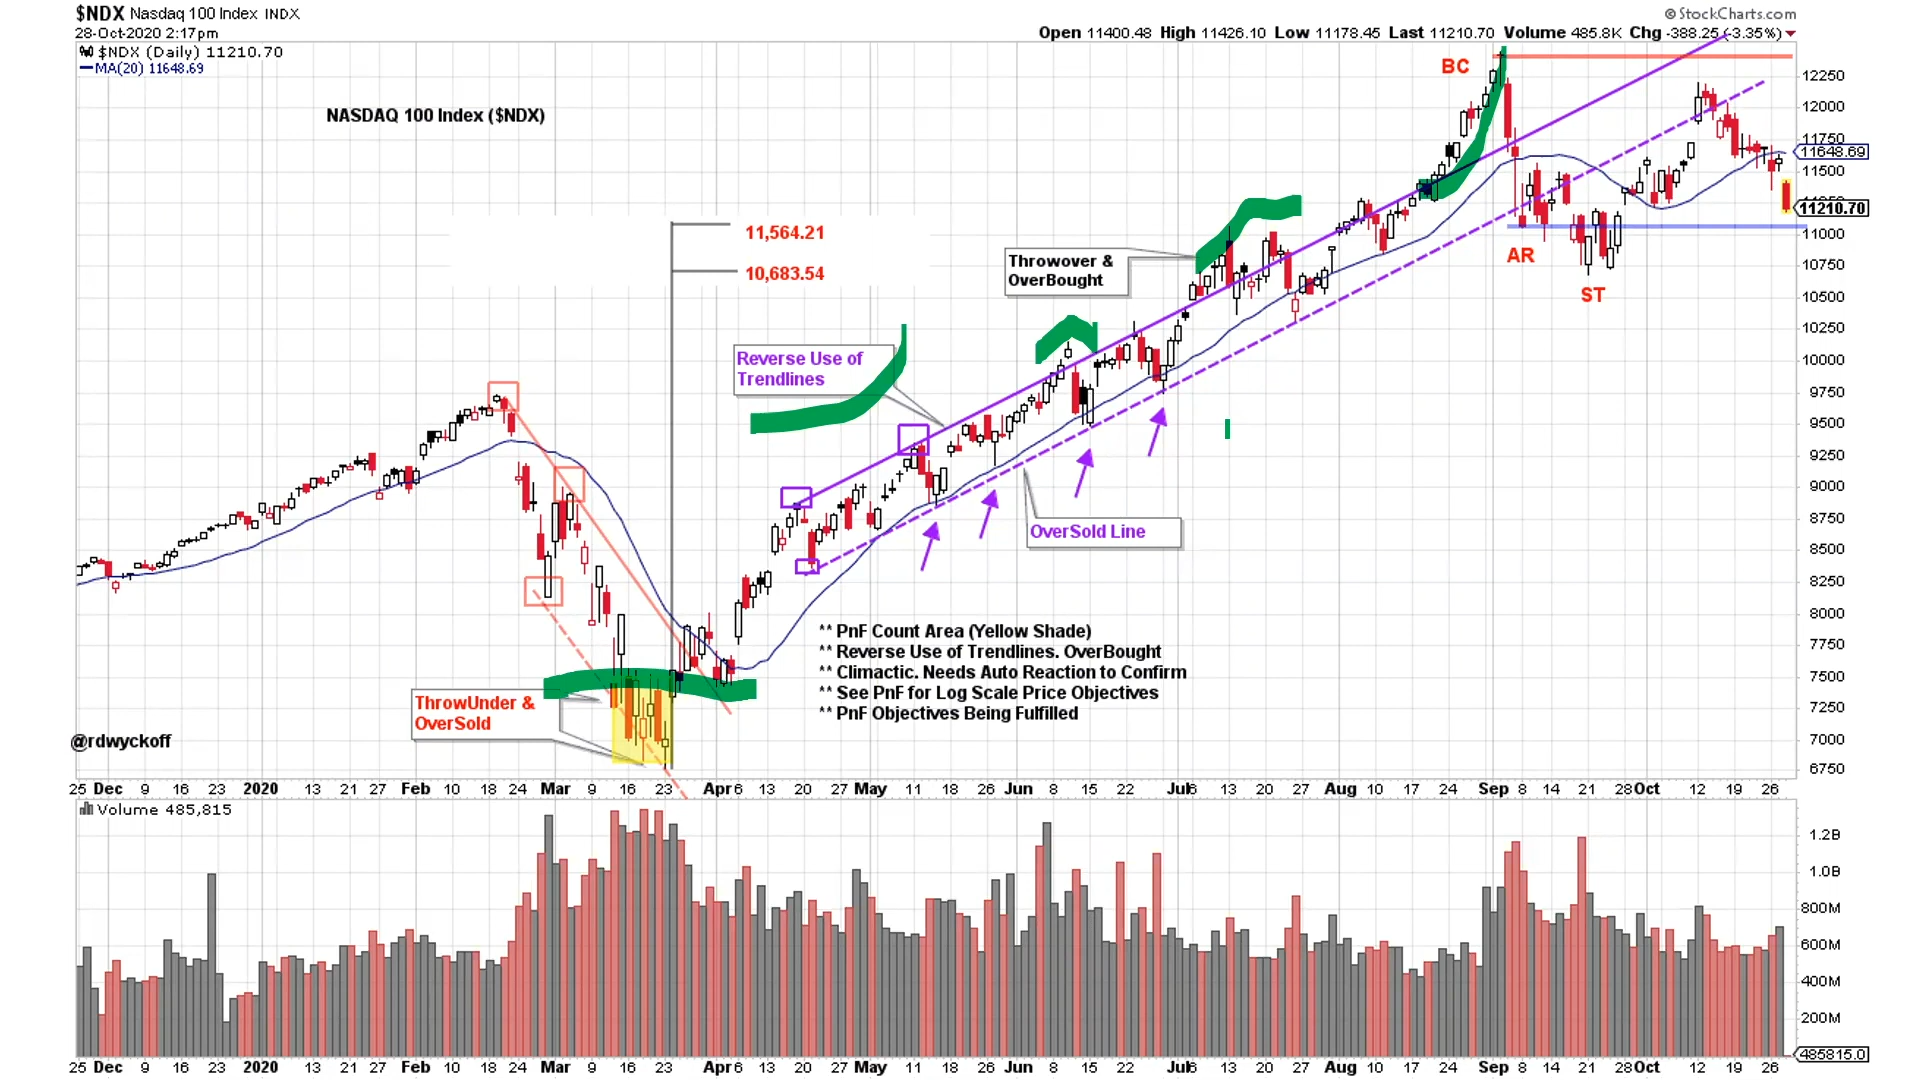 $NDX Nasdaq 100 Index INDX
© StockCharts.com
28-Oct-2020 2:17pm
Open 11400.48 High 11426.10 Low 11178.45 Last 11210.70 Volume 485.8K Chg -388.25 (-3.35%)
$NDX (Daily) 11210.70
MA(20) 11648.69
NASDAQ 100 Index ($NDX)
BC
12250
12000
11750
11648.69
11500
11210.70
11000
10750
10500
10250
10000
9750
9500
9250
9000
8750
8500
8250
8000
7750
7500
7250
7000
6750
11,564.21
10,683.54
Throwover &
OverBought
AR
ST
Reverse Use of
Trendlines
OverSold Line
** PnF Count Area (Yellow Shade)
** Reverse Use of Trendlines. OverBought
** Climactic. Needs Auto Reaction to Confirm
** See PnF for Log Scale Price Objectives
** PnF Objectives Being Fulfilled
ThrowUnder &
OverSold
@rdwyckoff
25 Dec 9 16 23 2020 13 21 27 Feb 10 18 24 Mar 9 16 23 Apr 6 13 20 27 May 11 18 26 Jun 8 15 22 Jul 6 13 20 27 Aug 10 17 24 Sep 8 14 21 28 Oct 12 19 26
Volume 485,815
1.2B
1.0B
800M
600M
400M
200M
485815.0
25 Dec 9 16 23 2020 13 21 27 Feb 10 18 24 Mar 9 16 23 Apr 6 13 20 27 May 11 18 26 Jun 8 15 22 Jul 6 13 20 27 Aug 10 17 24 Sep 8 14 21 28 Oct 12 19 26